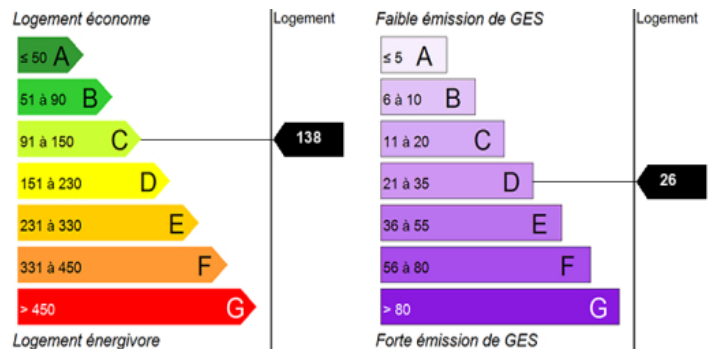 Logement économe
Logement
≤ 50 A
51 à 90 B
91 à 150 C
138
151 à 230 D
231 à 330 E
331 à 450 F
> 450 G
Logement énergivore
Faible émission de GES
Logement
≤ 5 A
6 à 10 B
11 à 20 C
21 à 35 D
26
36 à 55 E
56 à 80 F
> 80 G
Forte émission de GES